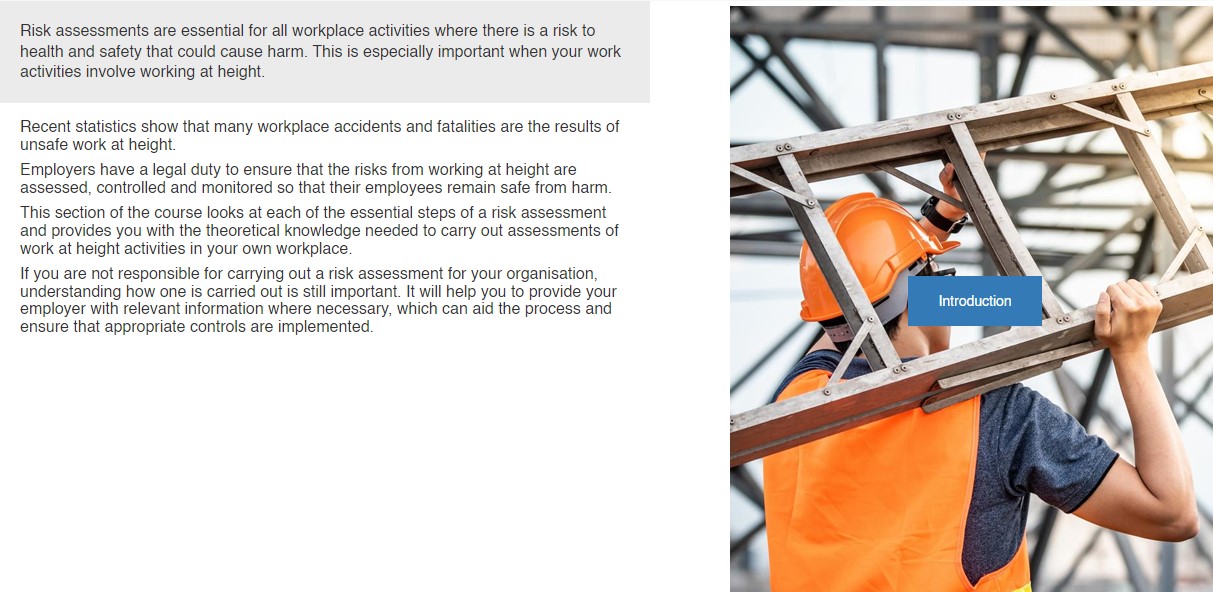 Risk assessments are essential for all workplace activities where there is a risk to
health and safety that could cause harm. This is especially important when your work
activities involve working at height.
Recent statistics show that many workplace accidents and fatalities are the results of
unsafe work at height.
Employers have a legal duty to ensure that the risks from working at height are
assessed, controlled and monitored so that their employees remain safe from harm.
This section of the course looks at each of the essential steps of a risk assessment
and provides you with the theoretical knowledge needed to carry out assessments of
work at height activities in your own workplace.
If you are not responsible for carrying out a risk assessment for your organisation,
understanding how one is carried out is still important. It will help you to provide your
employer with relevant information where necessary, which can aid the process and
ensure that appropriate controls are implemented.
Introduction